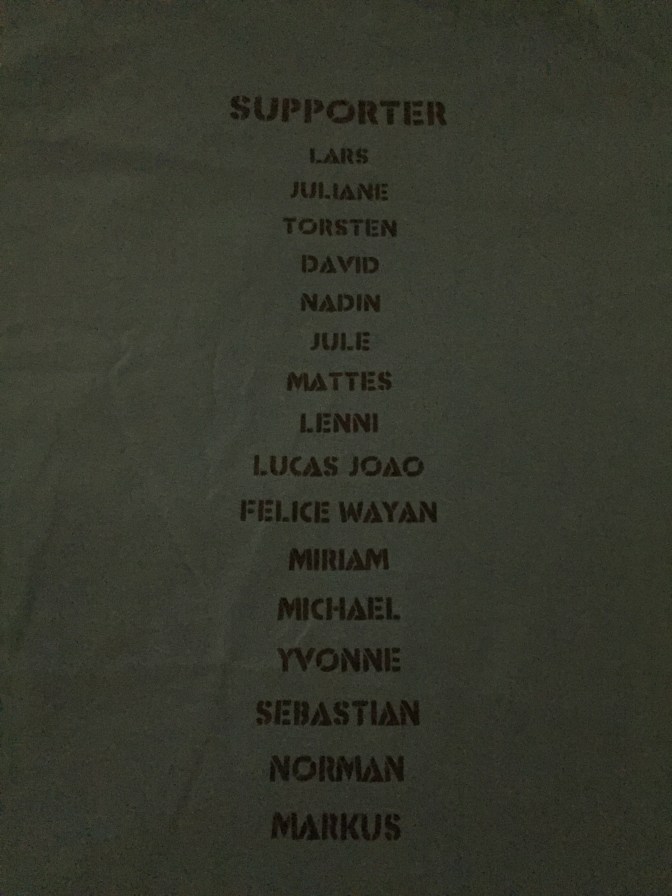 SUPPORTER
LARS
JULIANE
TORSTEN
DAVID
NADIN
JULE
MATTES
LENNI
LUCAS JOAO
FELICE WAYAN
MIRIAM
MICHAEL
YVONNE
SEBASTIAN
NORMAN
MARKUS